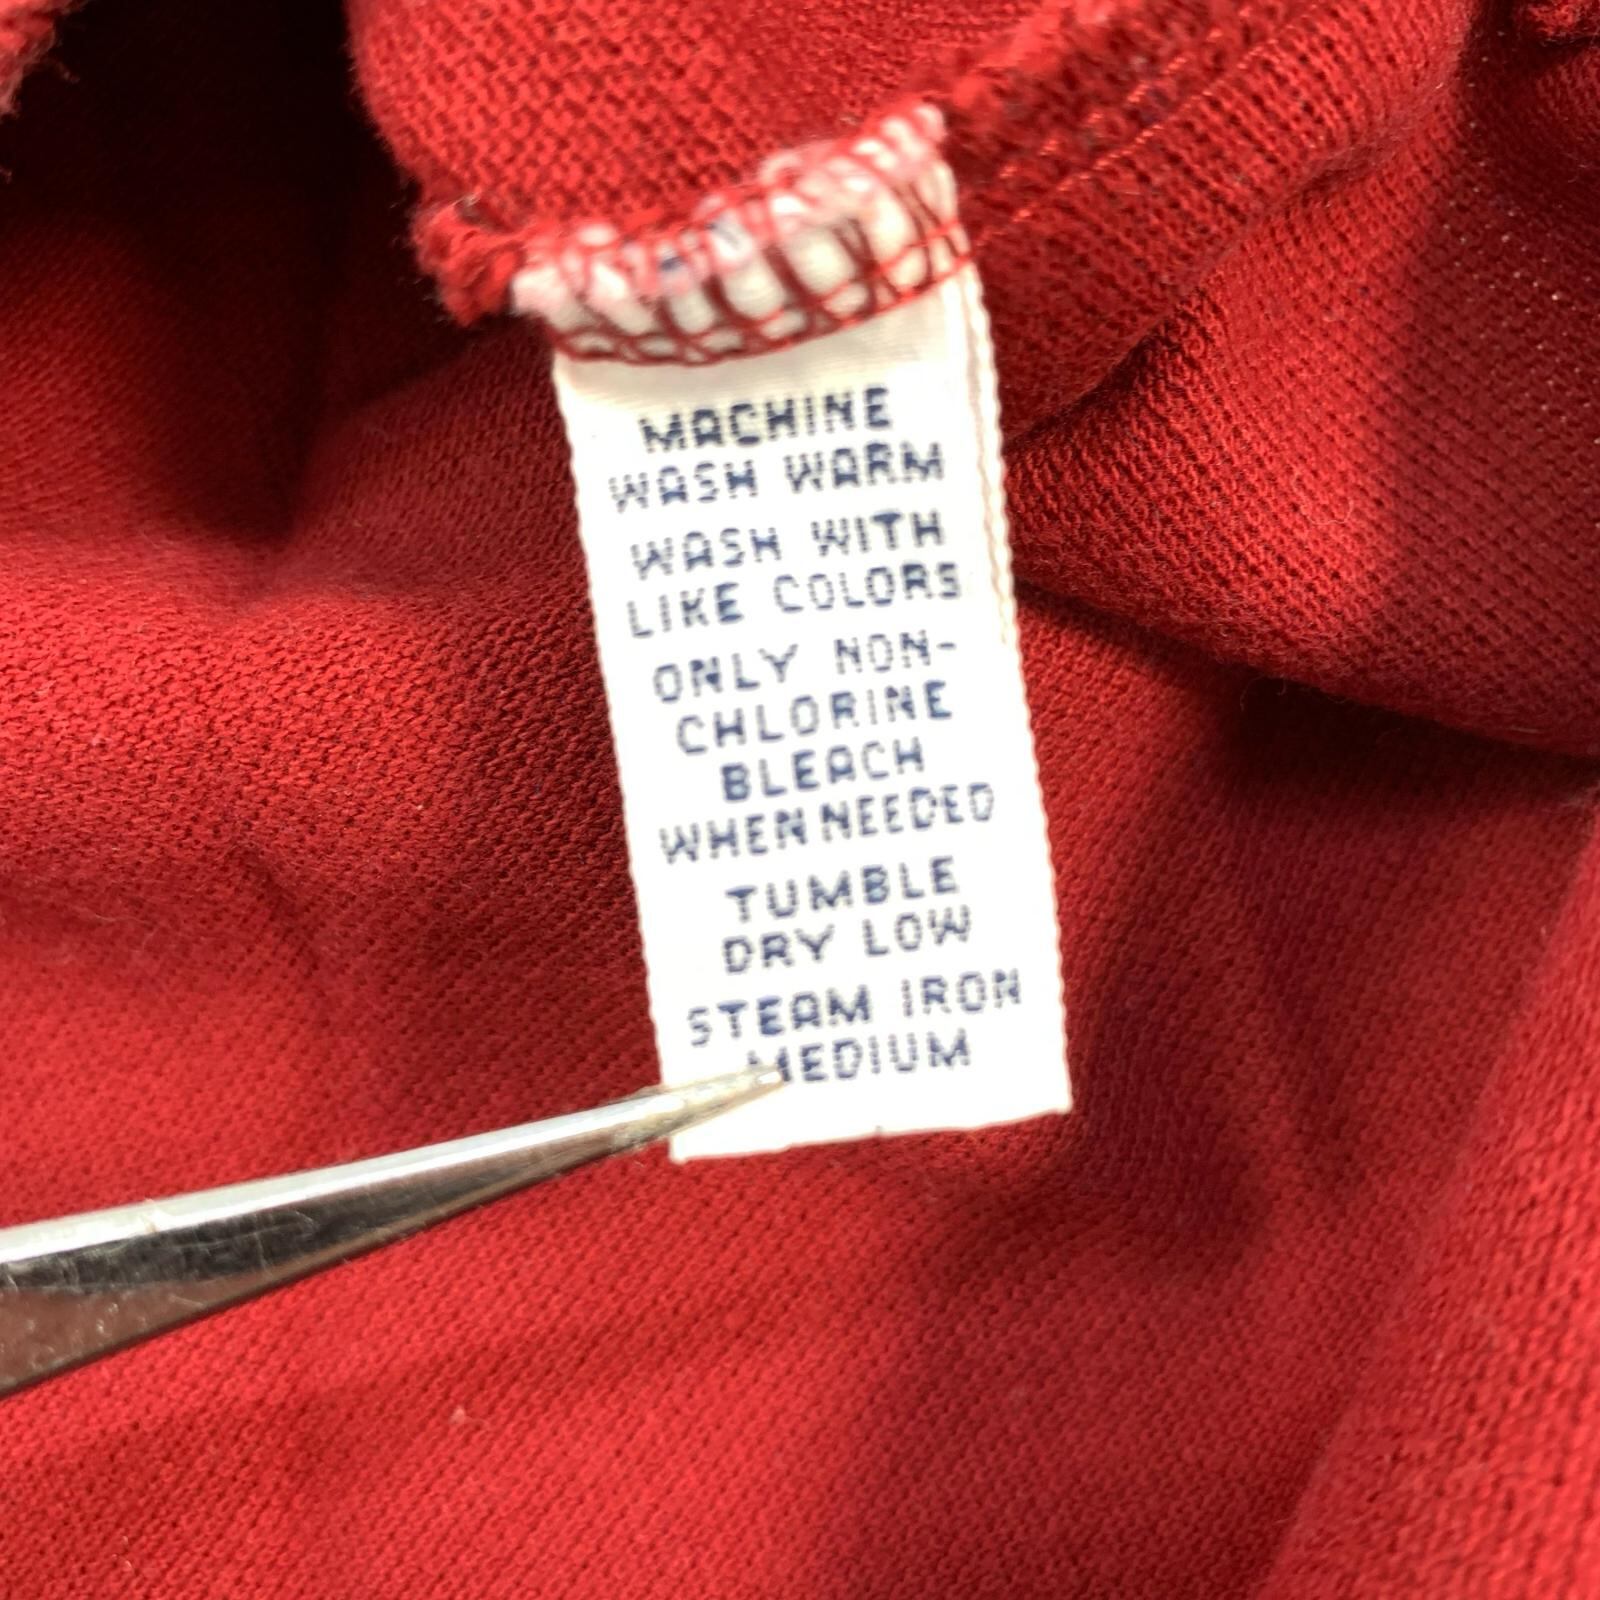 MACHINE
WASH WARM
WASH WITH
LIKE COLORS
ONLY NON-
CHLORINE
BLEACH
WHEN NEEDED
TUMBLE
DRY LOW
STEAM IRON
MEDIUM